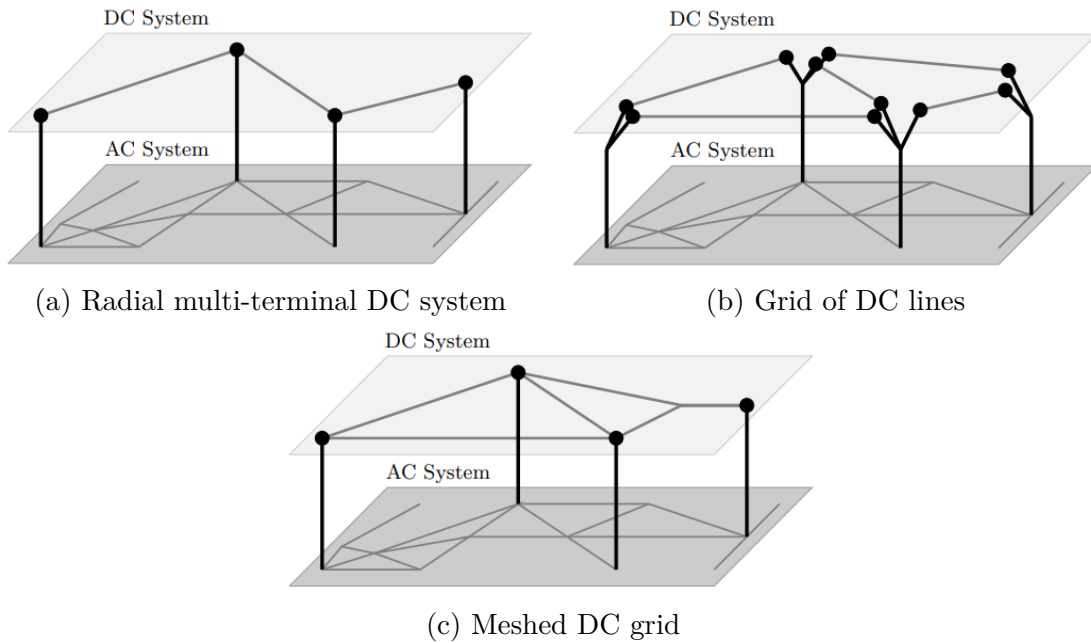 DC System
AC System
(a) Radial multi-terminal DC system
DC System
AC System
(b) Grid of DC lines
DC System
AC System
(c) Meshed DC grid